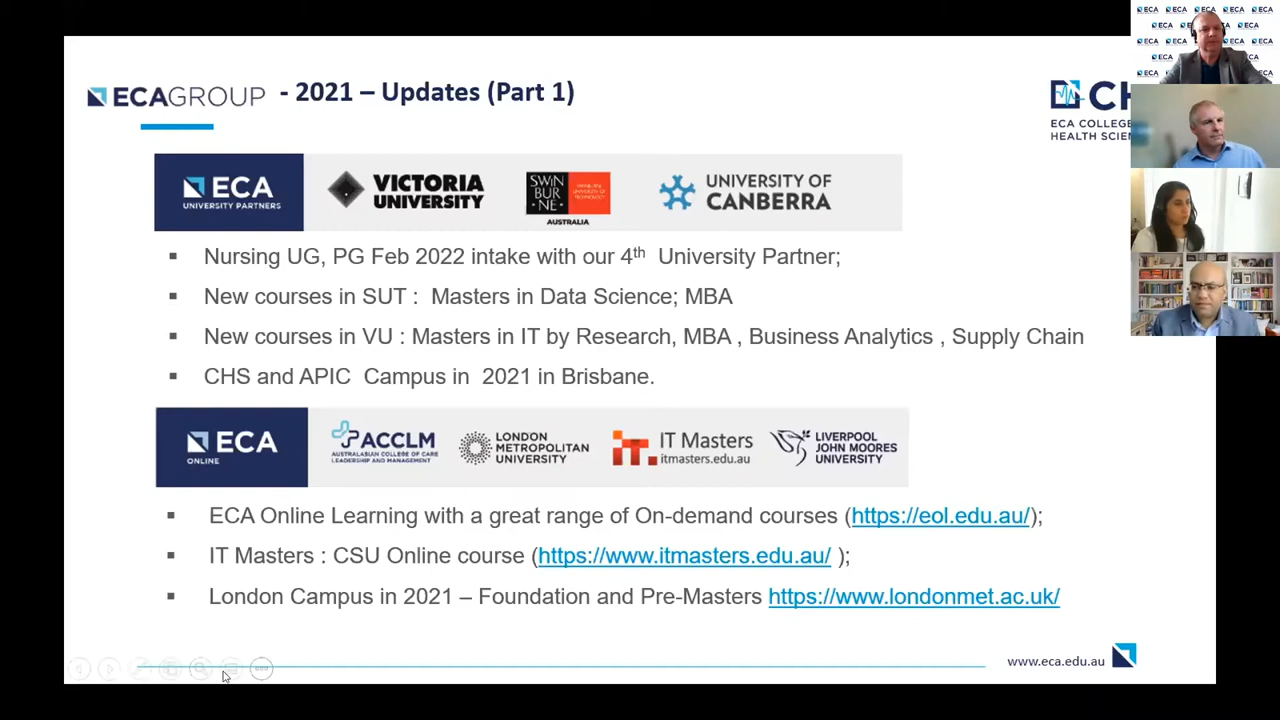 ECAGROUP - 2021 – Updates (Part 1)
ECA COLLEGE
HEALTH
ECA
UNIVERSITY PARTNERS
VICTORIA
UNIVERSITY
SWIN
BUR
NE
AUSTRALIA
UNIVERSITY OF
CANBERRA
▪ Nursing UG, PG Feb 2022 intake with our 4th University Partner;
▪ New courses in SUT : Masters in Data Science; MBA
▪ New courses in VU : Masters in IT by Research, MBA , Business Analytics , Supply Chain
▪ CHS and APIC Campus in 2021 in Brisbane.
ECA
ONLINE
ACCLM
AUSTRALASIAN COLLEGE OF CARE
LEADERSHIP AND MANAGEMENT
LONDON
METROPOLITAN
UNIVERSITY
IT Masters
itmasters.edu.au
LIVERPOOL
JOHN MOORES
UNIVERSITY
▪ ECA Online Learning with a great range of On-demand courses (https://eol.edu.au/);
▪ IT Masters : CSU Online course (https://www.itmasters.edu.au/ );
▪ London Campus in 2021 – Foundation and Pre-Masters https://www.londonmet.ac.uk/
www.eca.edu.au